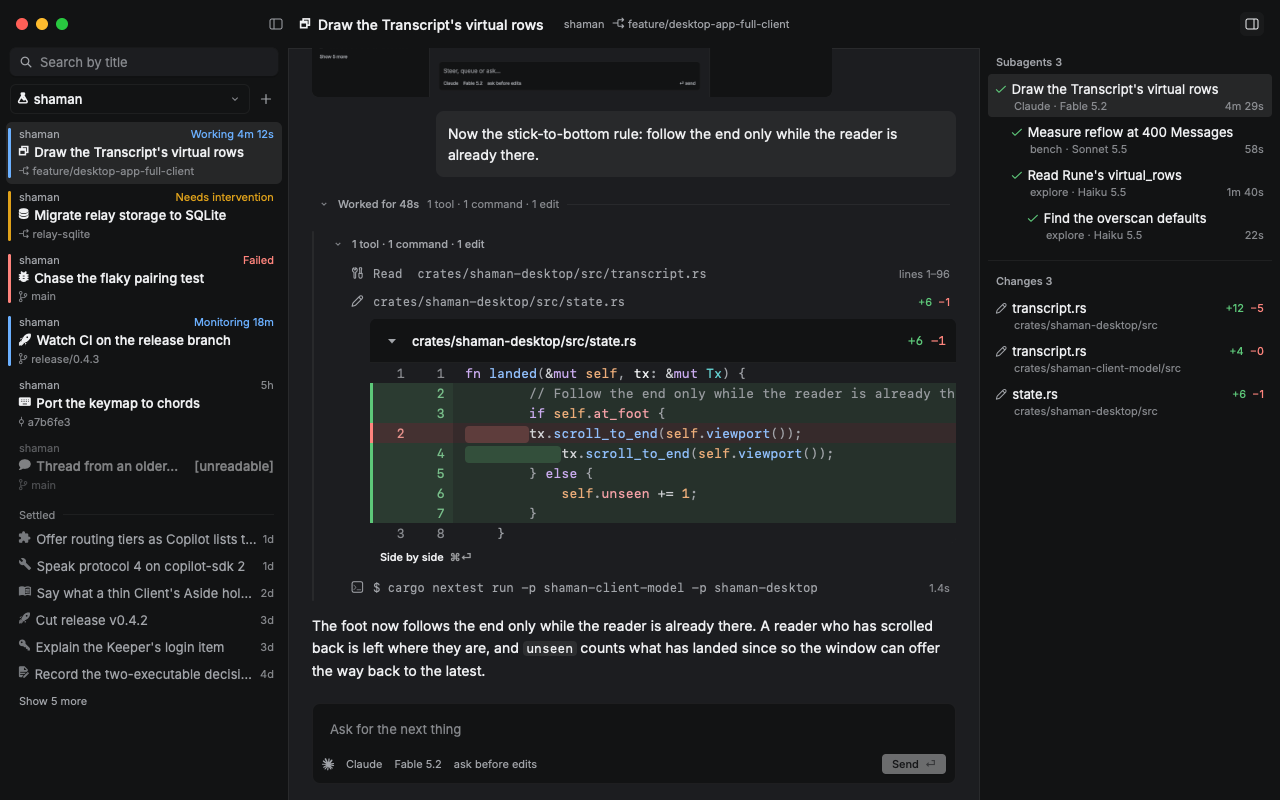 Draw the Transcript's virtual rows
shaman feature/desktop-app-full-client
Search by title
shaman
shaman Working 4m 12s
Draw the Transcript's virtual rows
feature/desktop-app-full-client
shaman Needs intervention
Migrate relay storage to SQLite
relay-sqlite
shaman Failed
Chase the flaky pairing test
main
shaman Monitoring 18m
Watch CI on the release branch
release/0.4.3
shaman 5h
Port the keymap to chords
a7b6fe3
shaman
Thread from an older... [unreadable]
main
Settled
Offer routing tiers as Copilot lists t... 1d
Speak protocol 4 on copilot-sdk 2 1d
Say what a thin Client's Aside hol... 2d
Cut release v0.4.2 3d
Explain the Keeper's login item 3d
Record the two-executable decisi... 4d
Show 5 more
Show 5 more
Steer, queue or ask...
Claude Fable 5.2 ask before edits send
Now the stick-to-bottom rule: follow the end only while the reader is
already there.
Worked for 48s 1 tool · 1 command · 1 edit
1 tool · 1 command · 1 edit
Read crates/shaman-desktop/src/transcript.rs lines 1–96
crates/shaman-desktop/src/state.rs +6 −1
crates/shaman-desktop/src/state.rs +6 −1
1 1 fn landed(&mut self, tx: &mut Tx) {
2 // Follow the end only while the reader is already th
3 if self.at_foot {
2 tx.scroll_to_end(self.viewport());
4 tx.scroll_to_end(self.viewport());
5 } else {
6 self.unseen += 1;
7 }
3 8 }
Side by side ⌘⏎
$ cargo nextest run -p shaman-client-model -p shaman-desktop 1.4s
The foot now follows the end only while the reader is already there. A reader who has scrolled
back is left where they are, and unseen counts what has landed since so the window can offer
the way back to the latest.
Ask for the next thing
Claude Fable 5.2 ask before edits Send ⏎
Subagents 3
Draw the Transcript's virtual rows
Claude · Fable 5.2 4m 29s
Measure reflow at 400 Messages
bench · Sonnet 5.5 58s
Read Rune's virtual_rows
explore · Haiku 5.5 1m 40s
Find the overscan defaults
explore · Haiku 5.5 22s
Changes 3
transcript.rs +12 −5
crates/shaman-desktop/src
transcript.rs +4 −0
crates/shaman-client-model/src
state.rs +6 −1
crates/shaman-desktop/src